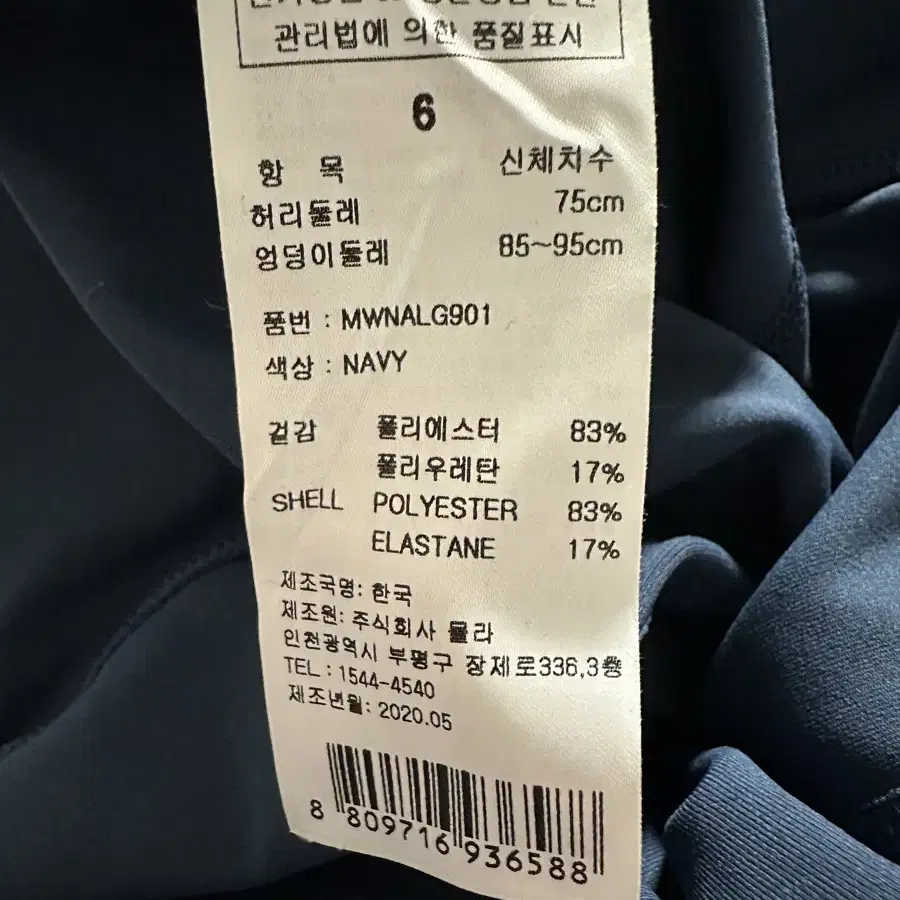 관리법에 의한 품질표시
6
항 목 신체치수
허리둘레 75cm
엉덩이둘레 85~95cm
품번 : MWNALG901
색상 : NAVY
겉감 폴리에스터 83%
폴리우레탄 17%
SHELL POLYESTER 83%
ELASTANE 17%
제조국명: 한국
제조원: 주식회사 뮬라
인천광역시 부평구 장제로336,3층
TEL : 1544-4540
제조년월: 2020.05
8 809716 936588